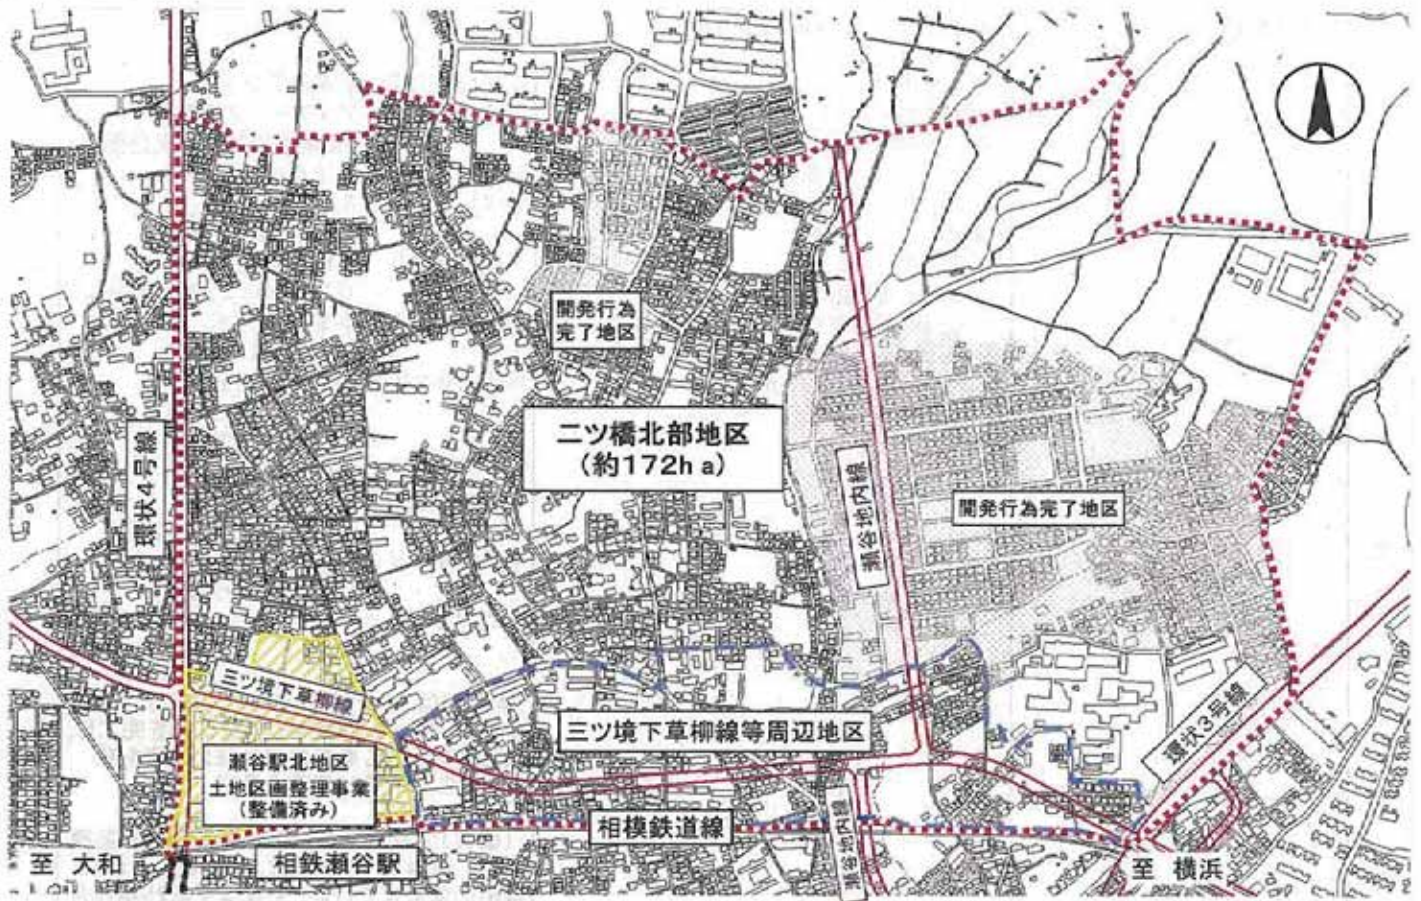 開発行為
完了地区
二ツ橋北部地区
(約172ha)
環状4号線
瀬谷地内線
開発行為完了地区
三ツ境下草柳線
三ツ境下草柳線等周辺地区
環状3号線
瀬谷駅北地区
土地区画整理事業
(整備済み)
瀬谷地内線
相模鉄道線
至 大和
相鉄瀬谷駅
至 横浜